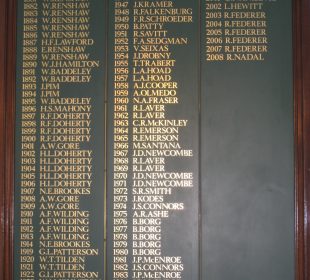 1882 W.RENSHAW
1883 W.RENSHAW
1884 W.RENSHAW
1885 W.RENSHAW
1886 W.RENSHAW
1887 H.F.LAWFORD
1888 E.RENSHAW
1889 W.RENSHAW
1890 W.J.HAMILTON
1891 W.BADDELEY
1892 W.BADDELEY
1893 J.PIM
1894 J.PIM
1895 W.BADDELEY
1896 H.S.MAHONY
1897 R.F.DOHERTY
1898 R.F.DOHERTY
1899 R.F.DOHERTY
1900 R.F.DOHERTY
1901 A.W.GORE
1902 H.L.DOHERTY
1903 H.L.DOHERTY
1904 H.L.DOHERTY
1905 H.L.DOHERTY
1906 H.L.DOHERTY
1907 N.E.BROOKES
1908 A.W.GORE
1909 A.W.GORE
1910 A.F.WILDING
1911 A.F.WILDING
1912 A.F.WILDING
1913 A.F.WILDING
1914 N.E.BROOKES
1919 G.L.PATTERSON
1920 W.T.TILDEN
1921 W.T.TILDEN
1922 G.L.PATTERSON
1947 J.KRAMER
1948 R.FALKENBURG
1949 F.R.SCHROEDER
1950 B.PATTY
1951 R.SAVITT
1952 F.A.SEDGMAN
1953 V.SEIXAS
1954 J.DROBNY
1955 T.TRABERT
1956 L.A.HOAD
1957 L.A.HOAD
1958 A.J.COOPER
1959 A.OLMEDO
1960 N.A.FRASER
1961 R.LAVER
1962 R.LAVER
1963 C.R.McKINLEY
1964 R.EMERSON
1965 R.EMERSON
1966 M.SANTANA
1967 J.D.NEWCOMBE
1968 R.LAVER
1969 R.LAVER
1970 J.D.NEWCOMBE
1971 J.D.NEWCOMBE
1972 S.R.SMITH
1973 J.KODES
1974 J.S.CONNORS
1975 A.R.ASHE
1976 B.BORG
1977 B.BORG
1978 B.BORG
1979 B.BORG
1980 B.BORG
1981 J.P.McENROE
1982 J.S.CONNORS
1983 J.P.McENROE
2002 L.HEWITT
2003 R.FEDERER
2004 R.FEDERER
2005 R.FEDERER
2006 R.FEDERER
2007 R.FEDERER
2008 R.NADAL